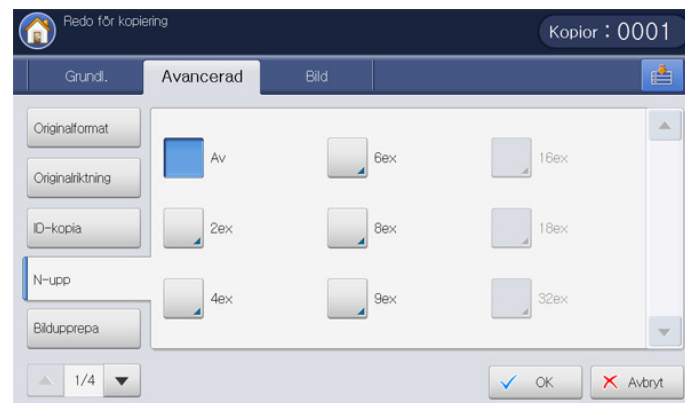 Redo för kopiering
Kopior : 0001
Grundl.
Avancerad
Bild
Originalformat
Originalriktning
ID-kopia
N-upp
Bildupprepa
1/4
Av
6ex
16ex
2ex
8ex
18ex
4ex
9ex
32ex
OK
Avbryt